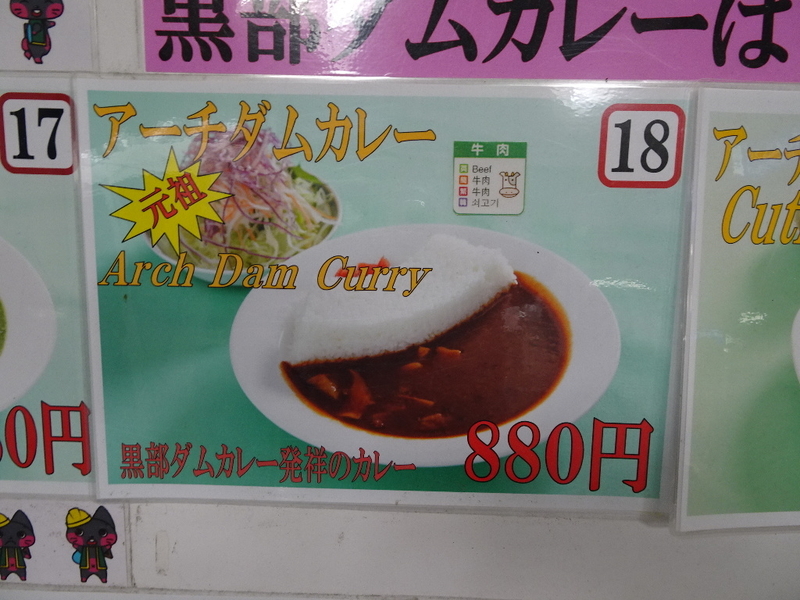 黒部ダムカレーは
17
アーチダムカレー
牛肉
Beef
牛肉
牛肉
쇠고기
18
元祖
Arch Dam Curry
黒部ダムカレー発祥のカレー
880円
0円
アーチ